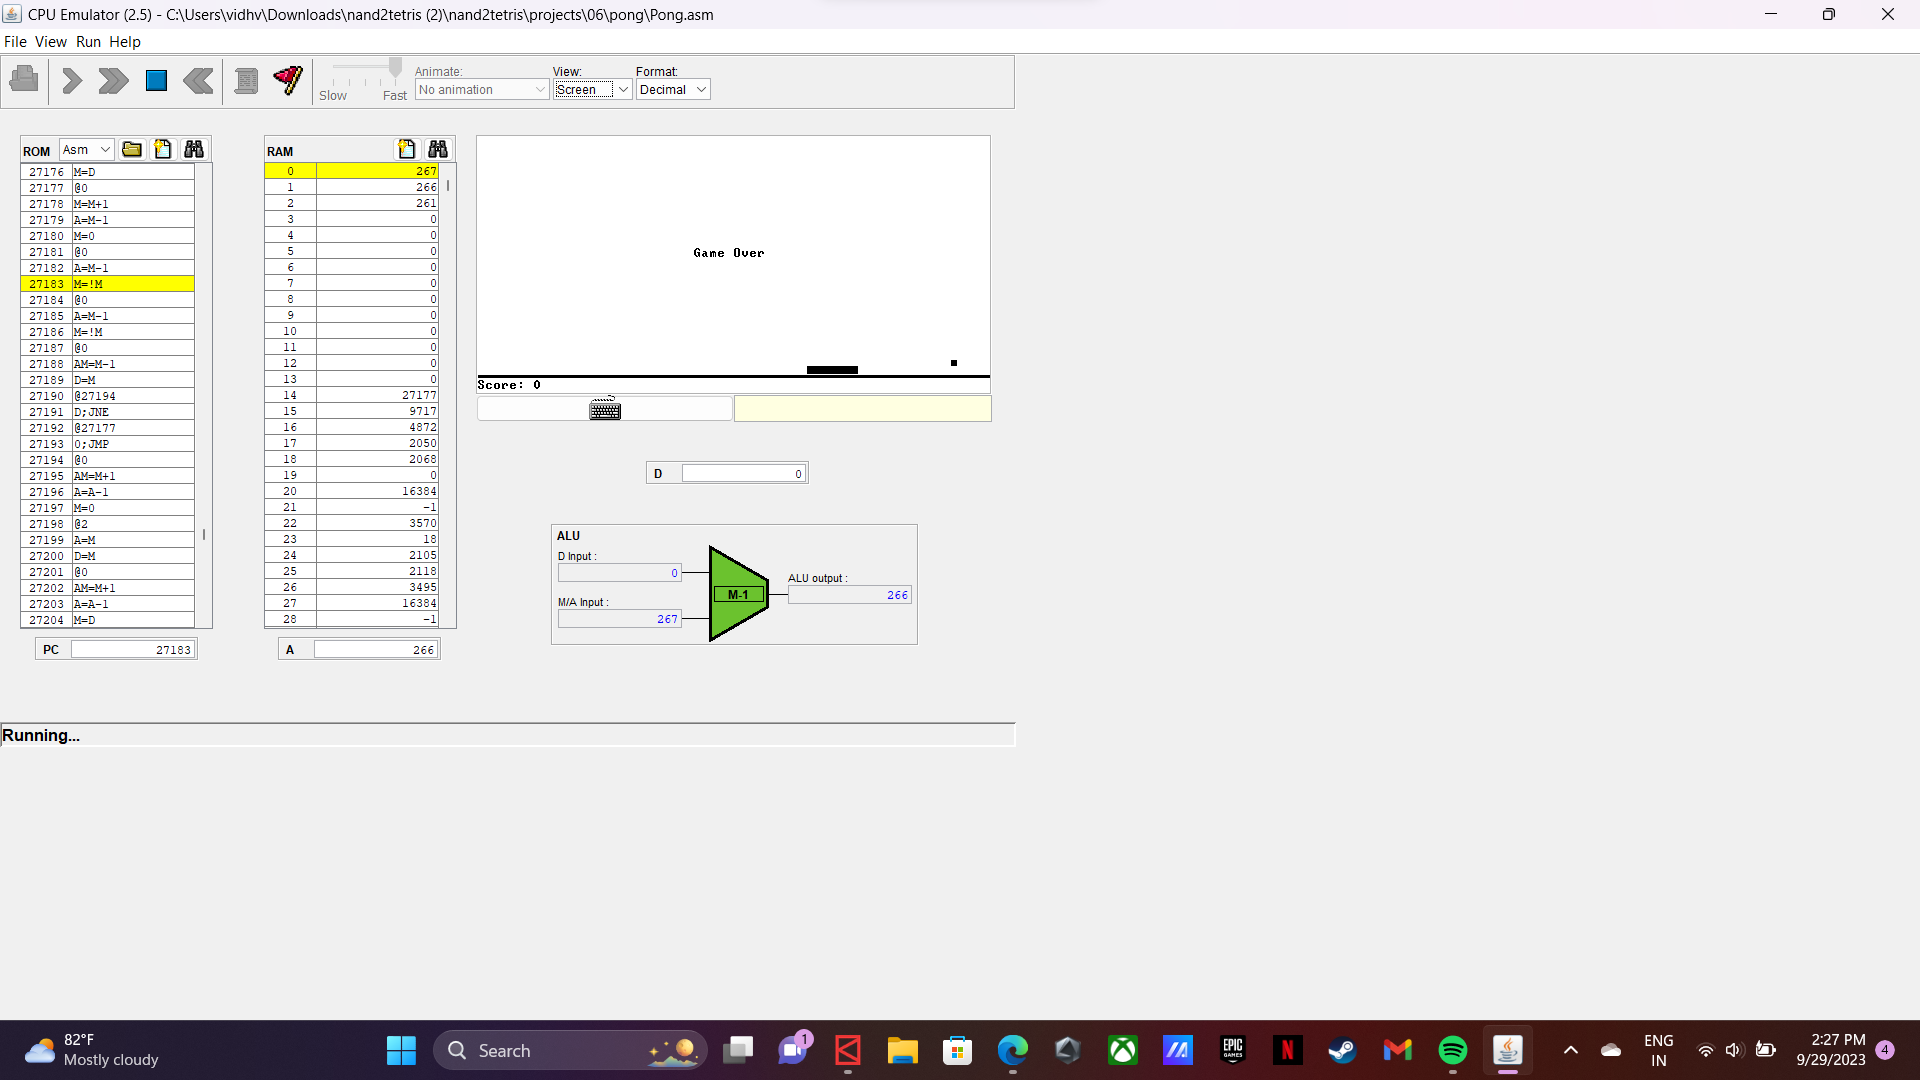 CPU Emulator (2.5) - C:\Users\vidhv\Downloads\nand2tetris (2)\nand2tetris\projects\06\pong\Pong.asm
File View Run Help
Slow Fast
Animate:
No animation
View:
Screen
Format:
Decimal
ROM Asm
27176 M=D
27177 @0
27178 M=M+1
27179 A=M-1
27180 M=0
27181 @0
27182 A=M-1
27183 M=!M
27184 @0
27185 A=M-1
27186 M=!M
27187 @0
27188 AM=M-1
27189 D=M
27190 @27194
27191 D;JNE
27192 @27177
27193 0;JMP
27194 @0
27195 AM=M+1
27196 A=A-1
27197 M=0
27198 @2
27199 A=M
27200 D=M
27201 @0
27202 AM=M+1
27203 A=A-1
27204 M=D
PC 27183
RAM
0 267
1 266
2 261
3 0
4 0
5 0
6 0
7 0
8 0
9 0
10 0
11 0
12 0
13 0
14 27177
15 9717
16 4872
17 2050
18 2068
19 0
20 16384
21 -1
22 3570
23 18
24 2105
25 2118
26 3495
27 16384
28 -1
A 266
Game Over
Score: 0
D 0
ALU
D Input :
0
M/A Input :
267
M-1
ALU output :
266
Running...
82°F
Mostly cloudy
Search
1
EPIC
GAMES
N
ENG
IN
2:27 PM
9/29/2023
4